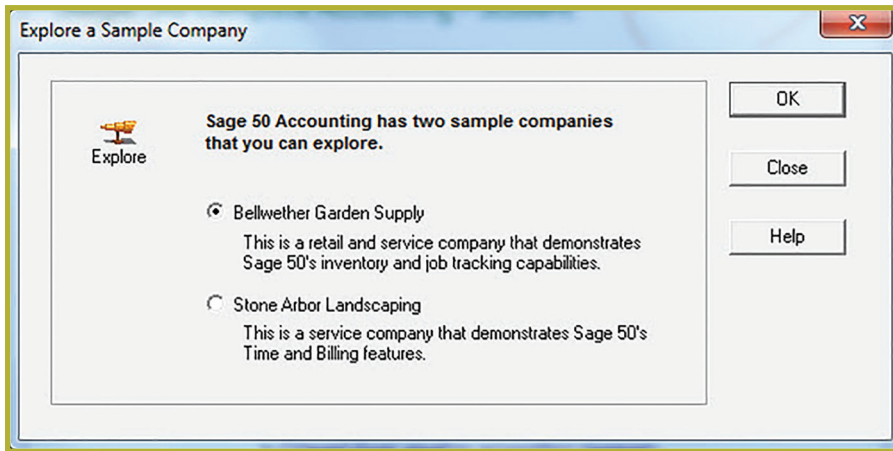 Explore a Sample Company
OK
Sage 50 Accounting has two sample companies
that you can explore.
Explore
Close
Bellwether Garden Supply
This is a retail and service company that demonstrates
Sage 50's inventory and job tracking capabilities.
Help
Stone Arbor Landscaping
This is a service company that demonstrates Sage 50's
Time and Billing features.